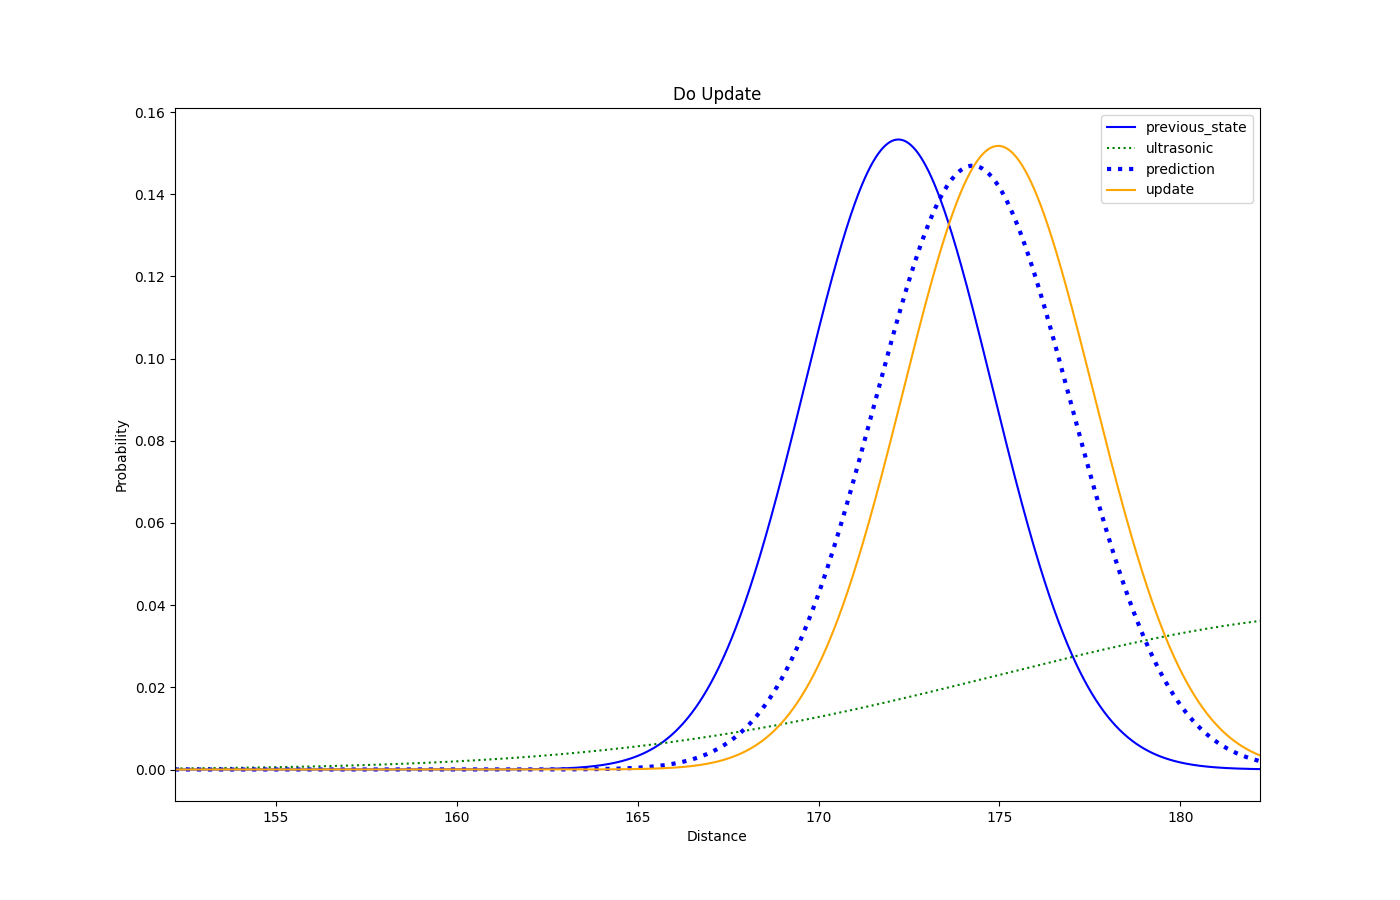 Do Update
0.16
0.14
0.12
0.10
0.08
0.06
0.04
0.02
0.00
Probability
previous_state
ultrasonic
prediction
update
155 160 165 170 175 180
Distance